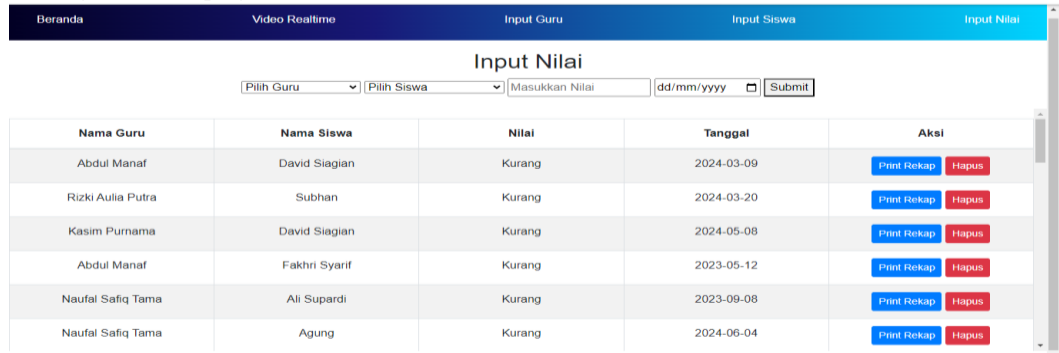 Beranda Video Realtime Input Guru Input Siswa Input Nilai
Input Nilai
Pilih Guru Pilih Siswa Masukkan Nilai dd/mm/yyyy Submit
Nama Guru Nama Siswa Nilai Tanggal Aksi
Abdul Manaf David Siagian Kurang 2024-03-09 Print Rekap Hapus
Rizki Aulia Putra Subhan Kurang 2024-03-20 Print Rekap Hapus
Kasim Purnama David Siagian Kurang 2024-05-08 Print Rekap Hapus
Abdul Manaf Fakhri Syarif Kurang 2023-05-12 Print Rekap Hapus
Naufal Safiq Tama Ali Supardi Kurang 2023-09-08 Print Rekap Hapus
Naufal Safiq Tama Agung Kurang 2024-06-04 Print Rekap Hapus